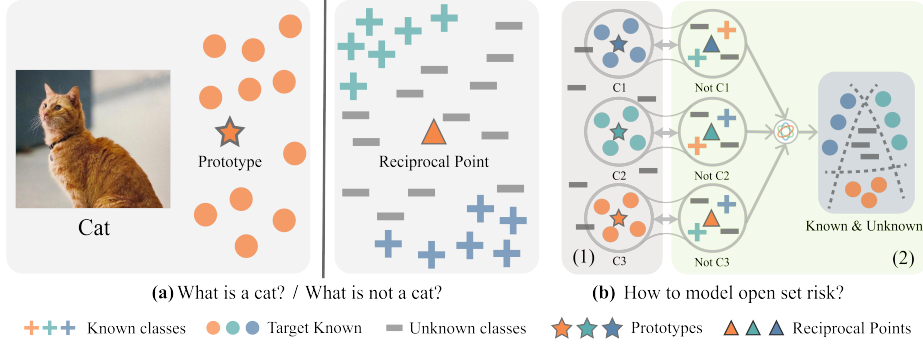 Prototype
Cat
Reciprocal Point
(a) What is a cat? / What is not a cat?
C1
Not C1
C2
Not C2
C3
Not C3
(1)
Known & Unknown
(2)
(b) How to model open set risk?
Known classes
Target Known
Unknown classes
Prototypes
Reciprocal Points